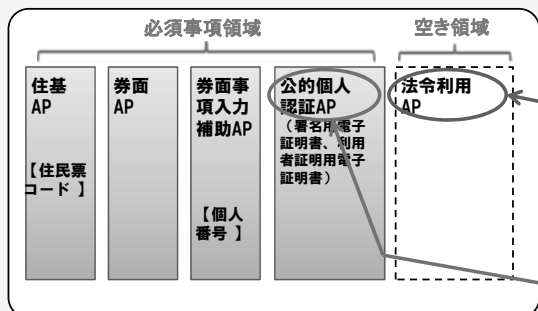 必須事項領域
空き領域
住基
AP
【住民票
コード 】
券面
AP
券面事
項入力
補助AP
【個人
番号 】
公的個人
認証AP
（署名用電子
証明書、利用
者証明用電子
証明書）
法令利用
AP